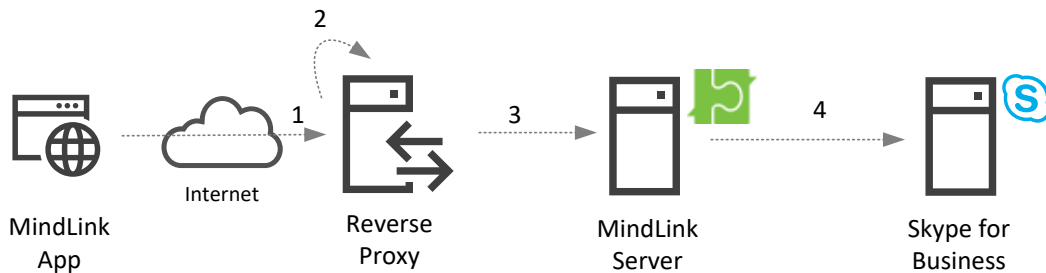 2
1
3
4
S
Internet
MindLink
App
Reverse
Proxy
MindLink
Server
Skype for
Business